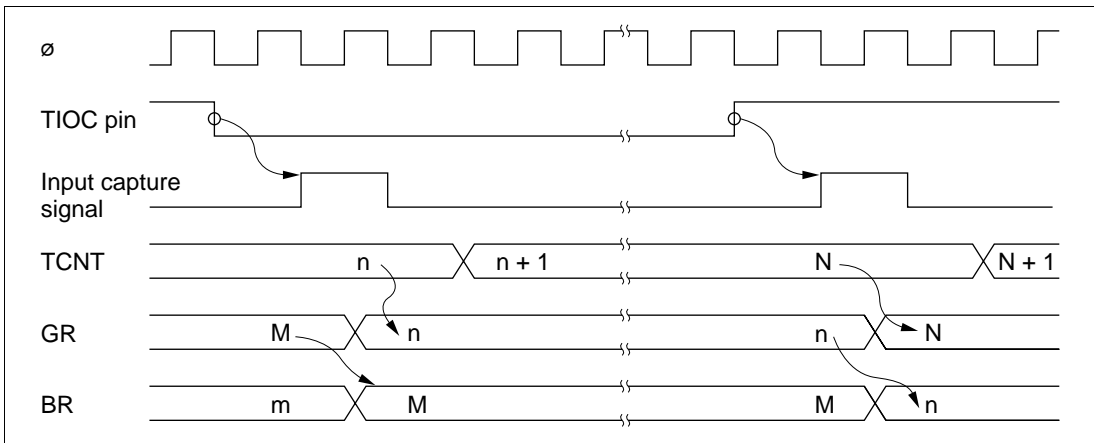 ø
TIOC pin
Input capture
signal
TCNT n n + 1 N N + 1
GR M n n N
BR m M M n